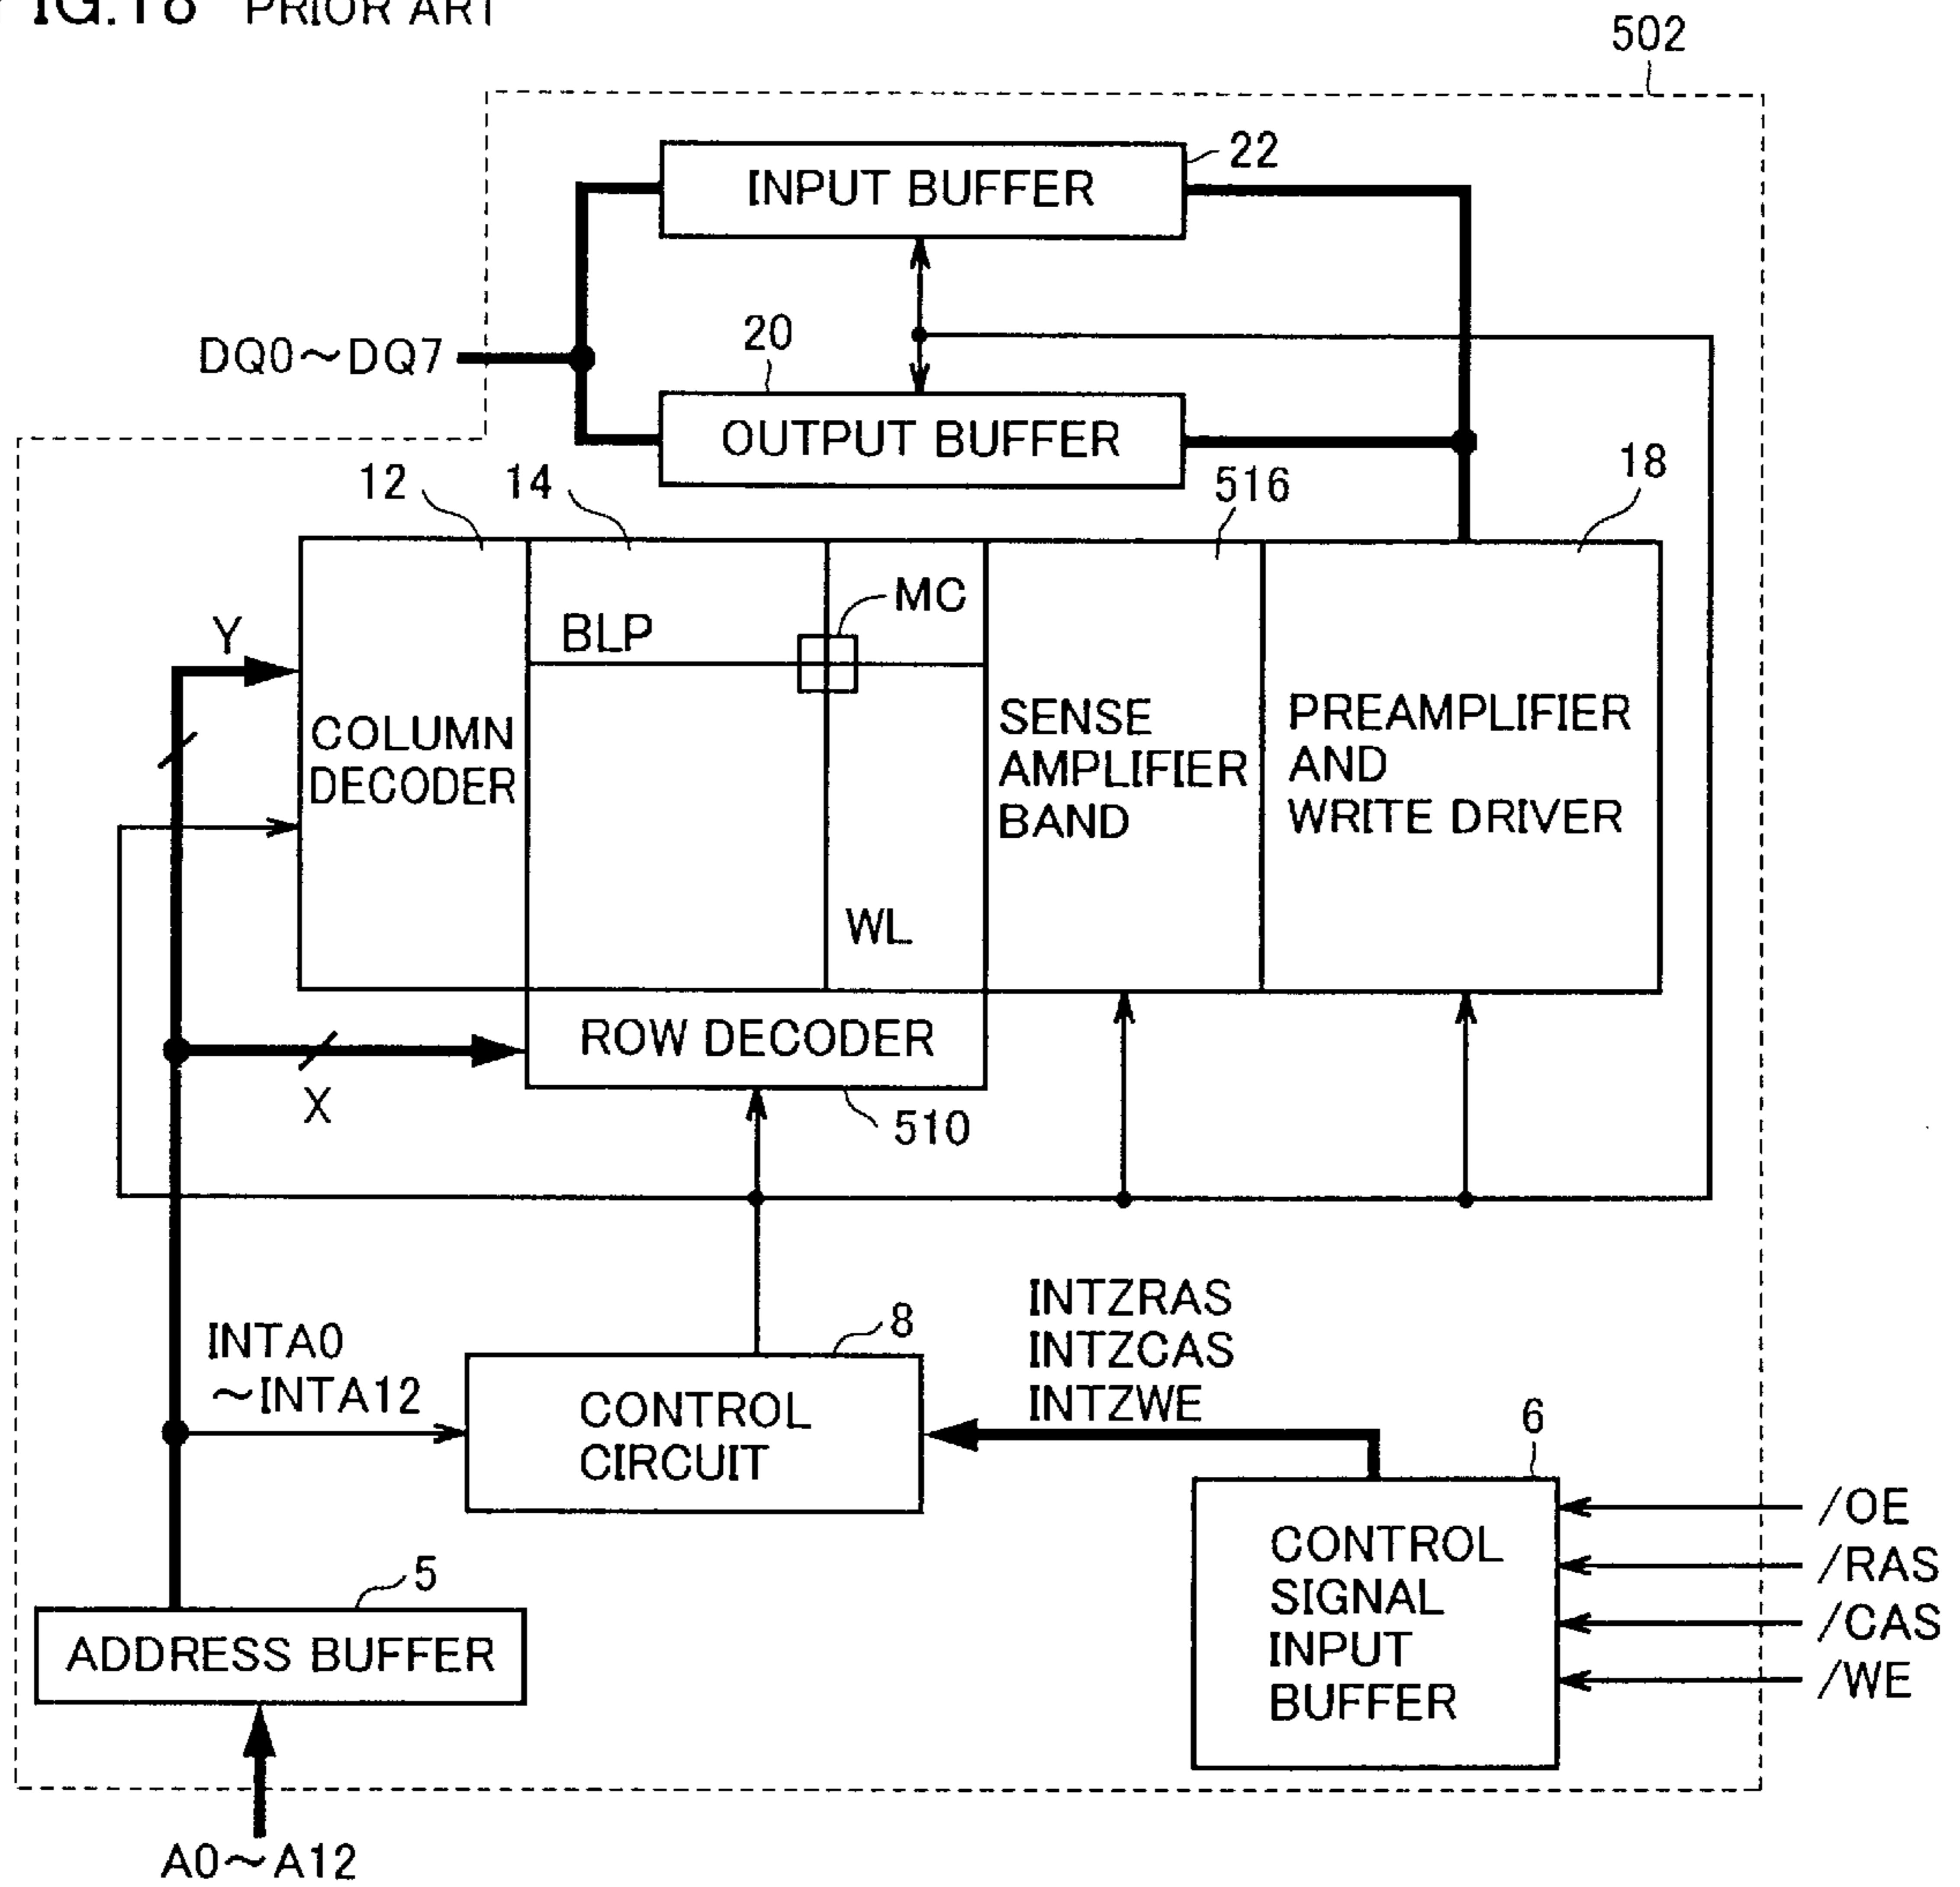 FIG.18 PRIOR ART
502
22
INPUT BUFFER
20
DQ0～DQ7
OUTPUT BUFFER
12
14
516
18
MC
BLP
Y
COLUMN
DECODER
SENSE
AMPLIFIER
BAND
PREAMPLIFIER
AND
WRITE DRIVER
WL
ROW DECODER
X
510
INTA0
～INTA12
8
CONTROL
CIRCUIT
INTZRAS
INTZCAS
INTZWE
6
CONTROL
SIGNAL
INPUT
BUFFER
/OE
/RAS
/CAS
/WE
5
ADDRESS BUFFER
A0～A12